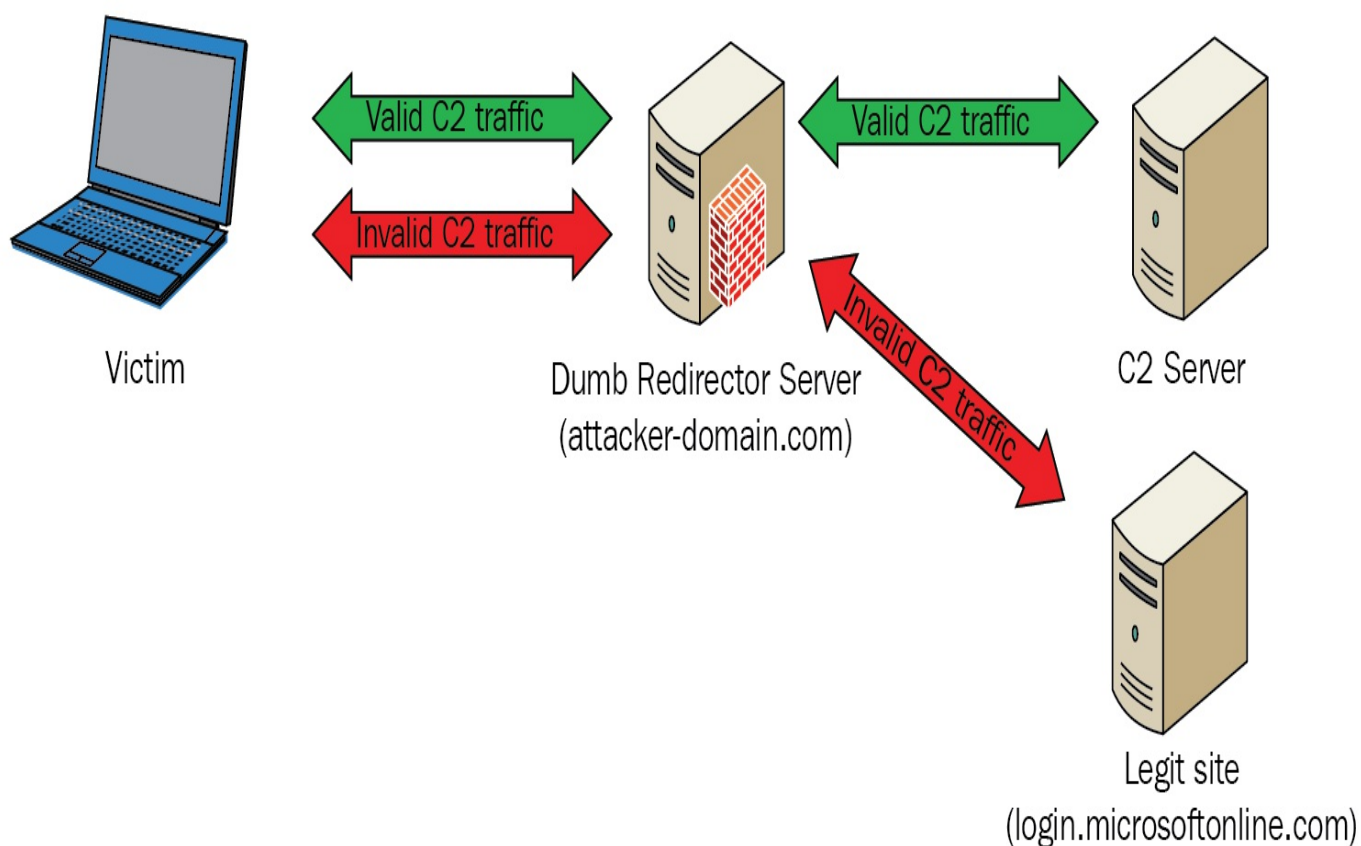 Valid C2 traffic
Valid C2 traffic
Invalid C2 traffic
Invalid C2 traffic
Victim
Dumb Redirector Server
(attacker-domain.com)
C2 Server
Legit site
(login.microsoftonline.com)